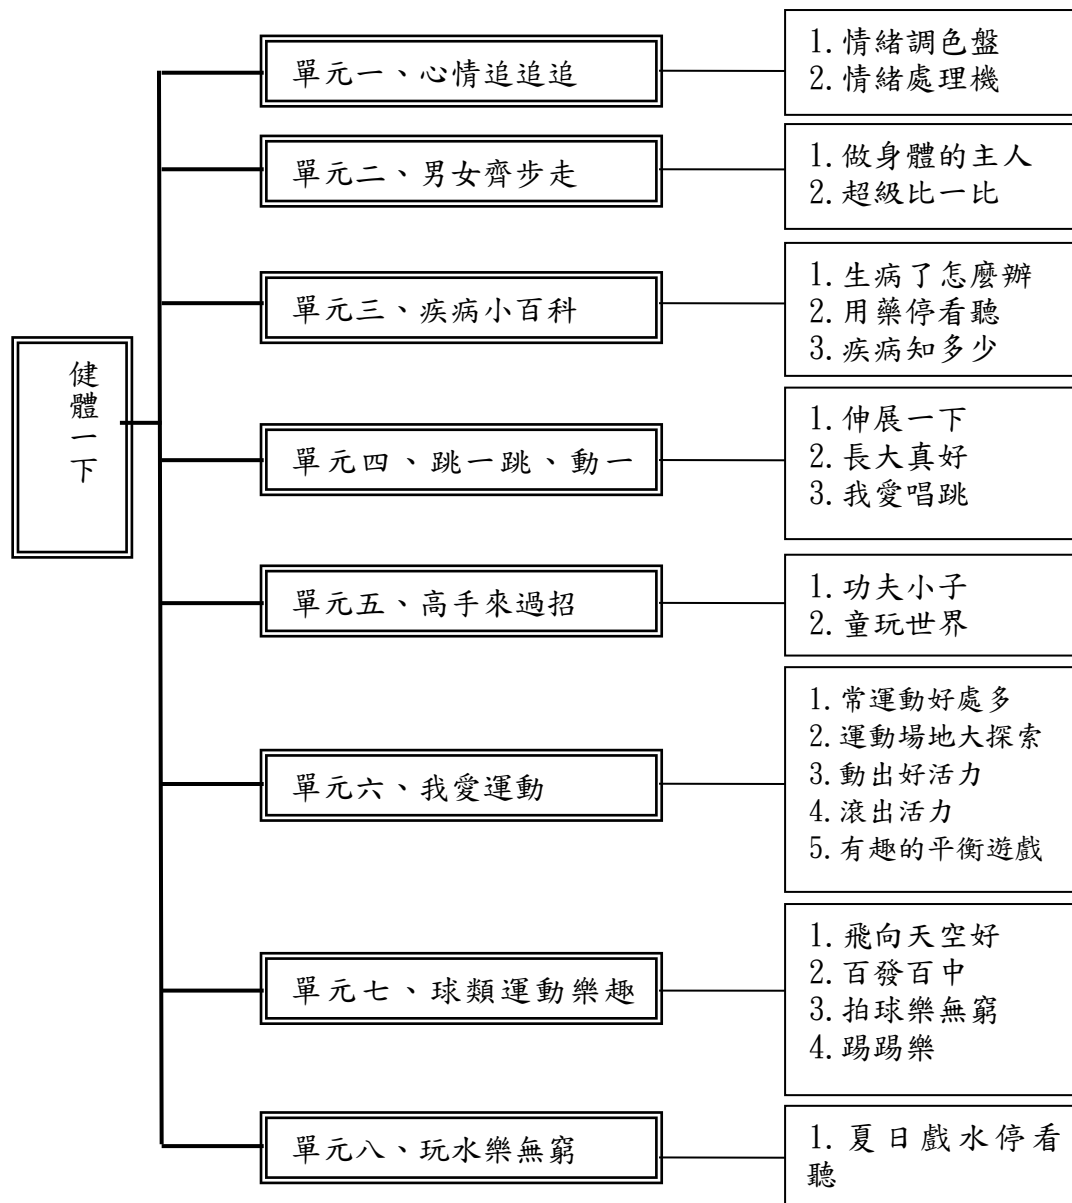 健體一下
單元一、心情追追追
1. 情緒調色盤
2. 情緒處理機
單元二、男女齊步走
1. 做身體的主人
2. 超級比一比
單元三、疾病小百科
1. 生病了怎麼辦
2. 用藥停看聽
3. 疾病知多少
單元四、跳一跳、動一
1. 伸展一下
2. 長大真好
3. 我愛唱跳
單元五、高手來過招
1. 功夫小子
2. 童玩世界
單元六、我愛運動
1. 常運動好處多
2. 運動場地大探索
3. 動出好活力
4. 滾出活力
5. 有趣的平衡遊戲
單元七、球類運動樂趣
1. 飛向天空好
2. 百發百中
3. 拍球樂無窮
4. 踢踢樂
單元八、玩水樂無窮
1. 夏日戲水停看
聽